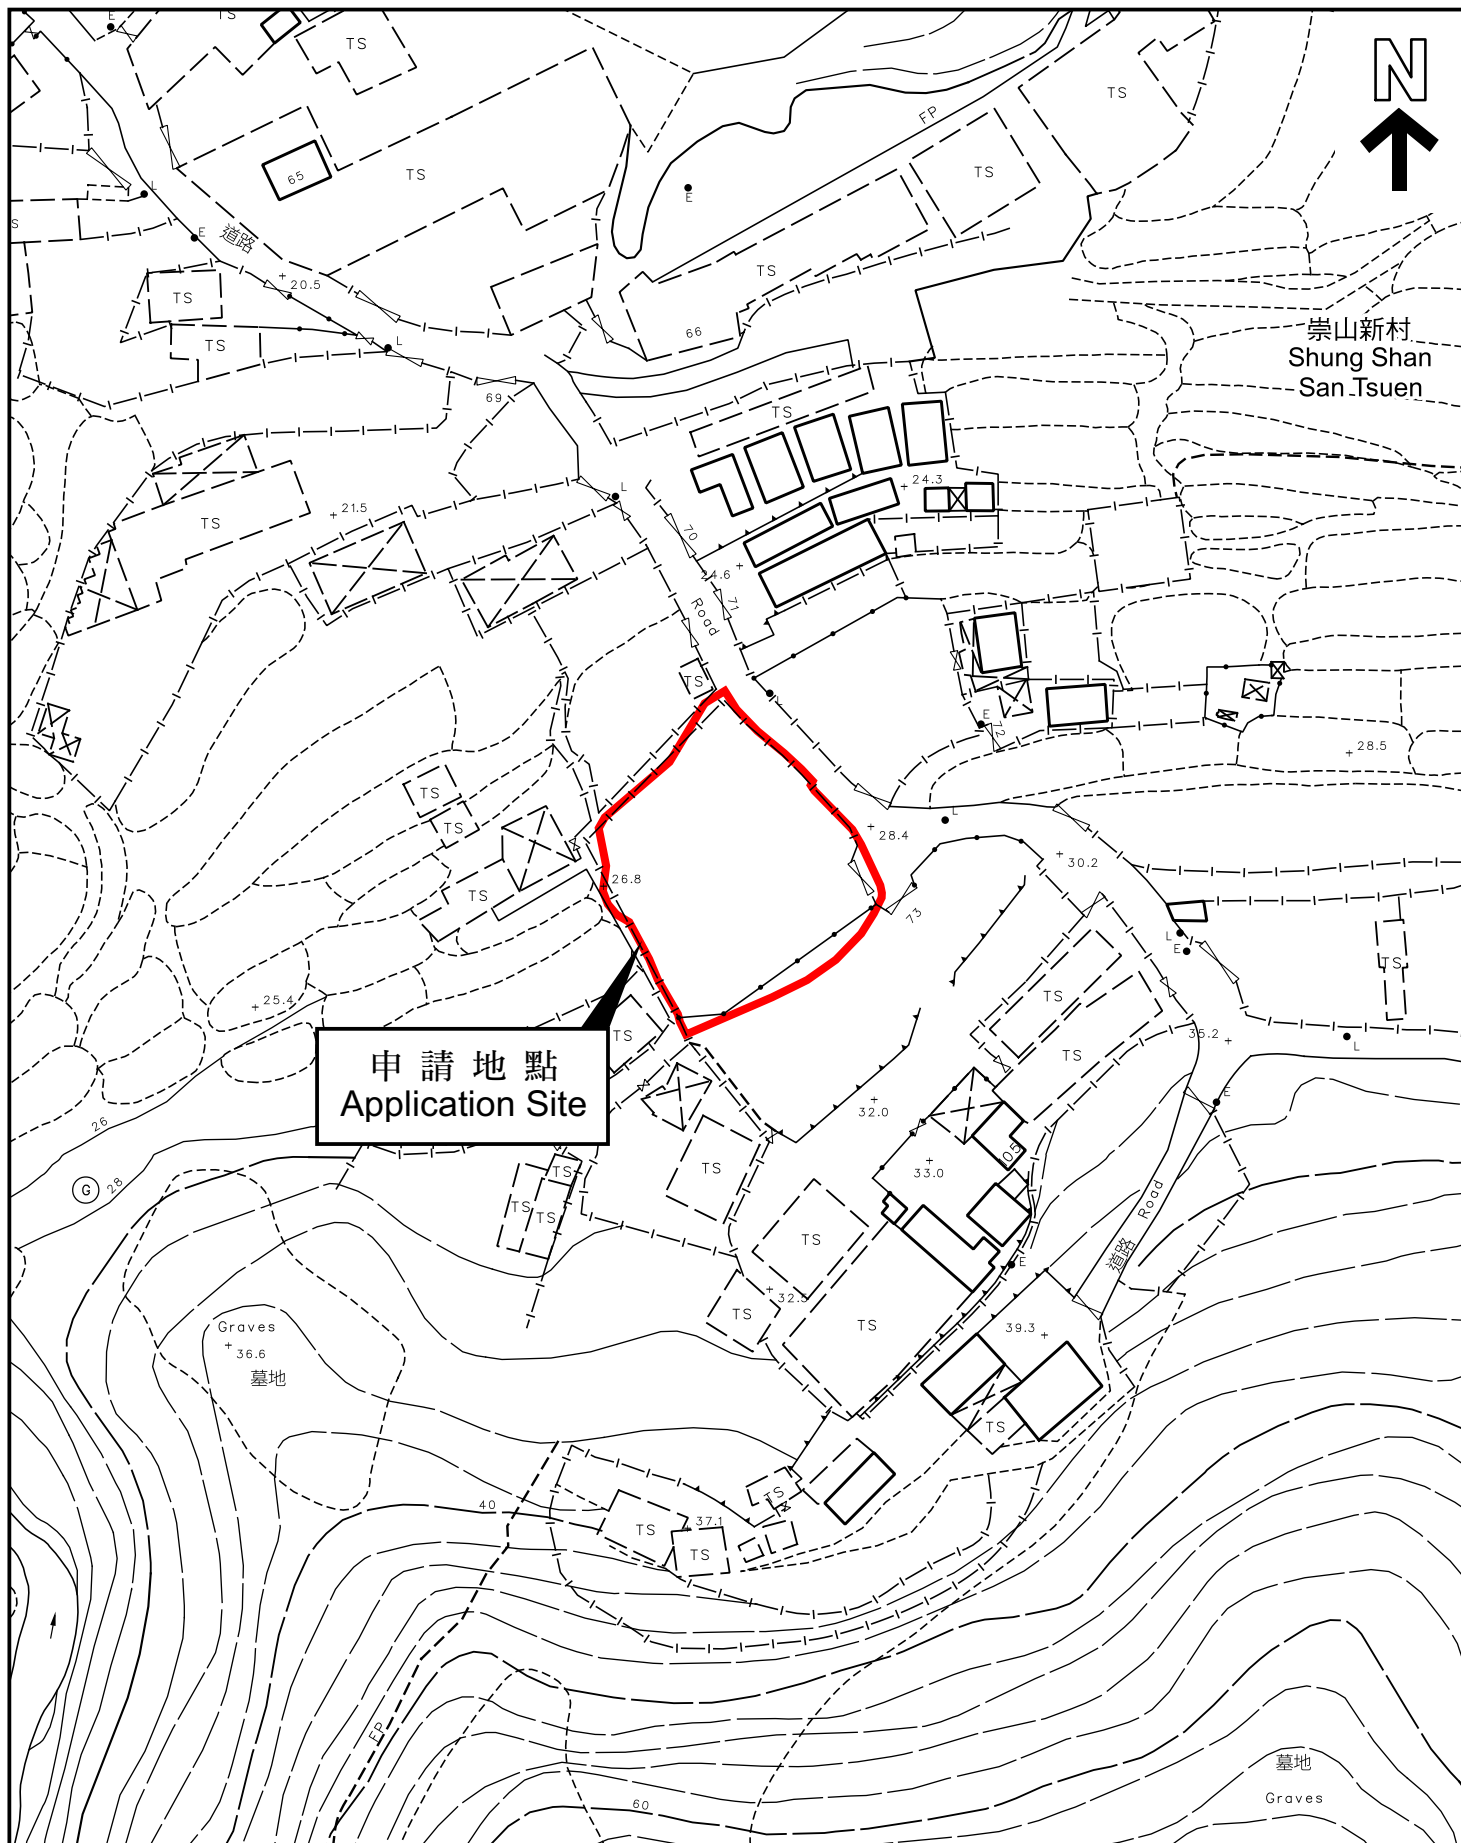 TS
E
TS
N
TS
FP
TS
TS
65
TS
L
E
S
E
道路
TS
20.5
TS
66
TS
L
崇山新村
Shung Shan
San Tsuen
69
TS
24.3
L
21.5
TS
70
24.6
71
Road
TS
L
E
72
28.5
TS
TS
L
28.4
30.2
26.8
TS
73
L
E
TS
25.4
TS
TS
35.2
L
TS
申請地點
Application Site
32.0
E
26
33.0
TS
TS
G
28
TS
TS
Road
TS
道路
E
32.5
TS
TS
39.3
Graves
36.6
墓地
TS
TS
40
TS
37.1
TS
FP
墓地
Graves
60